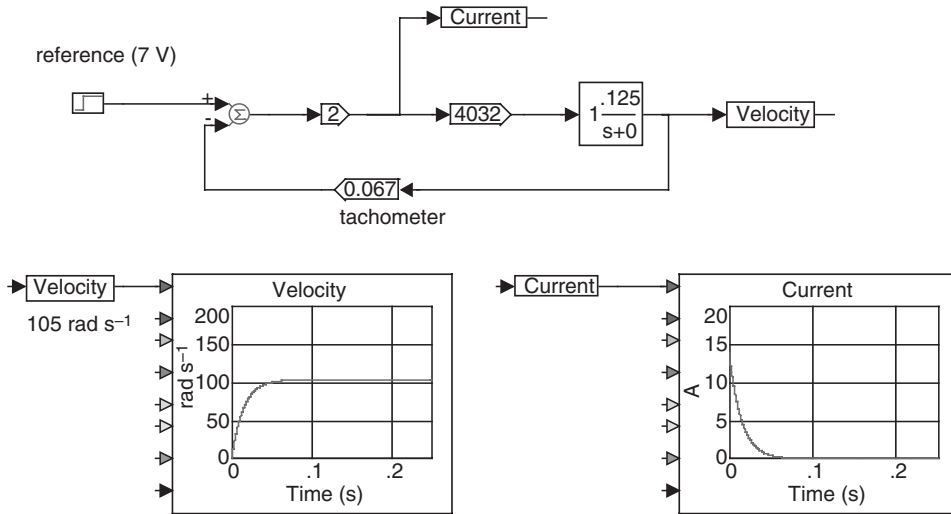 Current
reference (7 V)
+
-
Σ
2
4032
1 .125
s+0
Velocity
0.067
tachometer
Velocity
105 rad s⁻¹
Velocity
200
150
100
50
0
rad s⁻¹
0 .1 .2
Time (s)
Current
Current
20
15
10
5
0
A
0 .1 .2
Time (s)